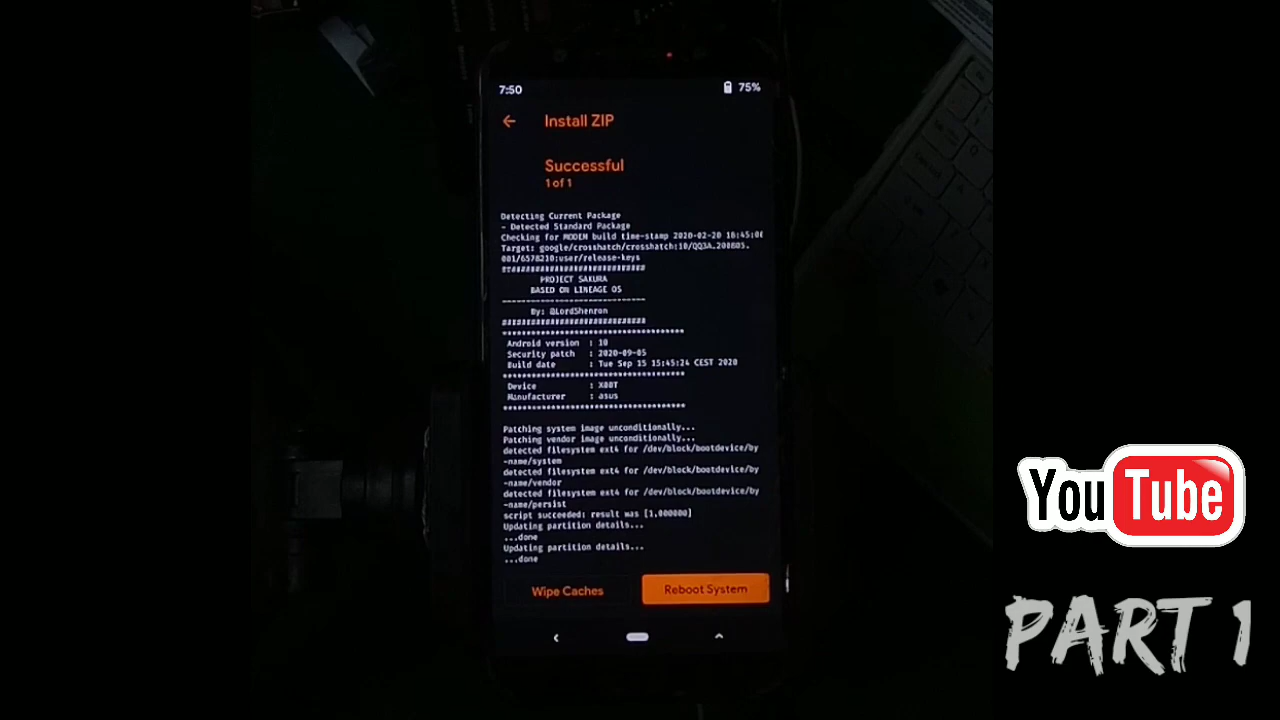 7:50
75%
Install ZIP
Successful
1 of 1
Detecting Current Package
- Detected Standard Package
Checking for MODEM build time-stamp 2020-02-20 16:45:00
Target: google/crosshatch/crosshatch:10/QQ3A.200805.
001/6578210:user/release-keys
##############################
PROJECT SAKURA
BASED ON LINEAGE OS
------------------------------
By: @LordShenron
##############################
**************************************
Android version : 10
Security patch : 2020-09-05
Build date : Tue Sep 15 15:45:24 CEST 2020
**************************************
Device : X00T
Manufacturer : asus
**************************************
Patching system image unconditionally...
Patching vendor image unconditionally...
detected filesystem ext4 for /dev/block/bootdevice/by
-name/system
detected filesystem ext4 for /dev/block/bootdevice/by
-name/vendor
detected filesystem ext4 for /dev/block/bootdevice/by
-name/persist
script succeeded: result was [1.000000]
Updating partition details...
...done
Updating partition details...
...done
Wipe Caches
Reboot System
YouTube
PART 1